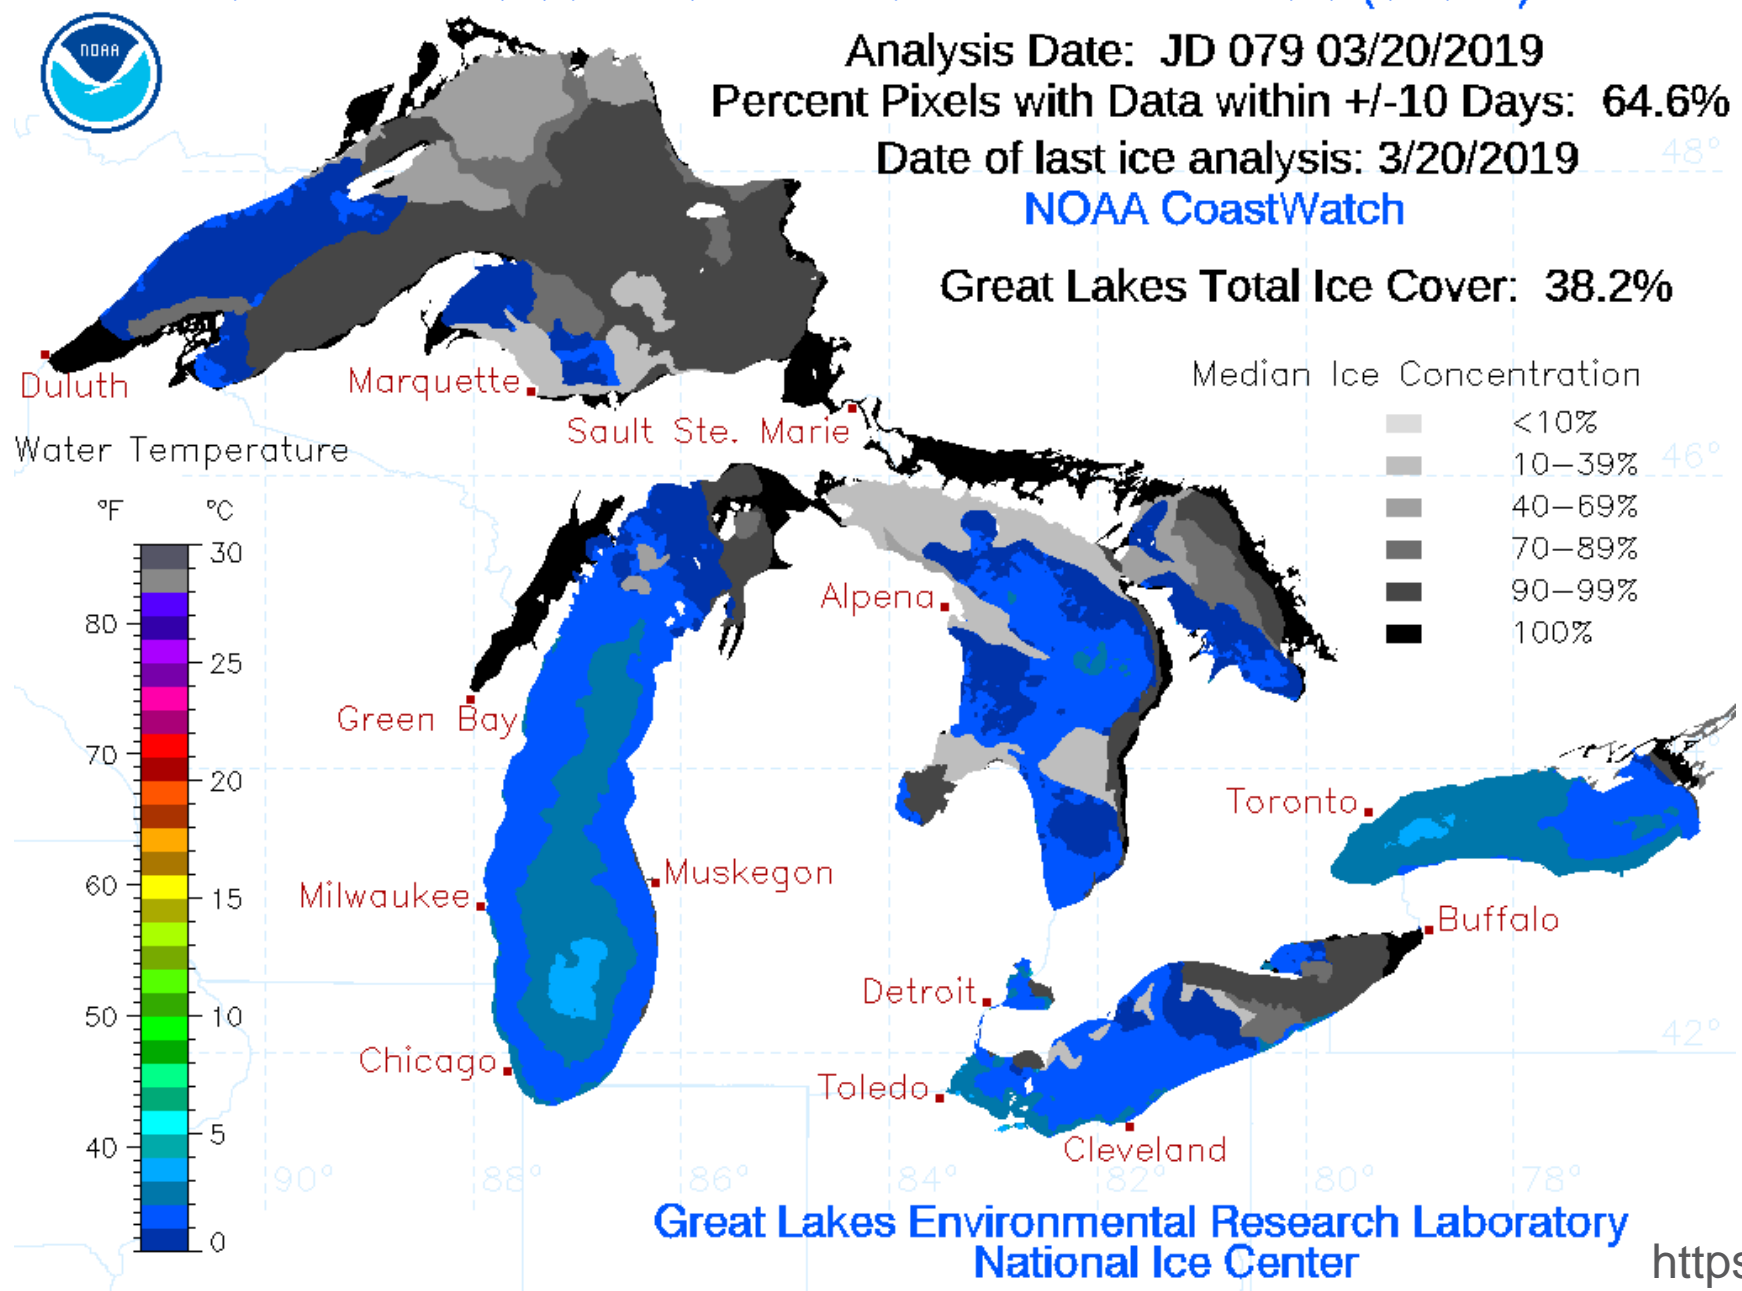 NOAA
Analysis Date: JD 079 03/20/2019
Percent Pixels with Data within +/-10 Days: 64.6%
Date of last ice analysis: 3/20/2019
48°
NOAA CoastWatch
Great Lakes Total Ice Cover: 38.2%
Duluth
Marquette
Sault Ste. Marie
Median Ice Concentration
<10%
10–39%
46°
40–69%
70–89%
90–99%
100%
Water Temperature
°F
°C
30
80
25
70
20
60
15
50
10
40
5
0
Alpena
Green Bay
Toronto
Muskegon
Milwaukee
Buffalo
Detroit
42°
Chicago
Toledo
Cleveland
90°
88°
86°
84°
82°
80°
78°
Great Lakes Environmental Research Laboratory
National Ice Center
https